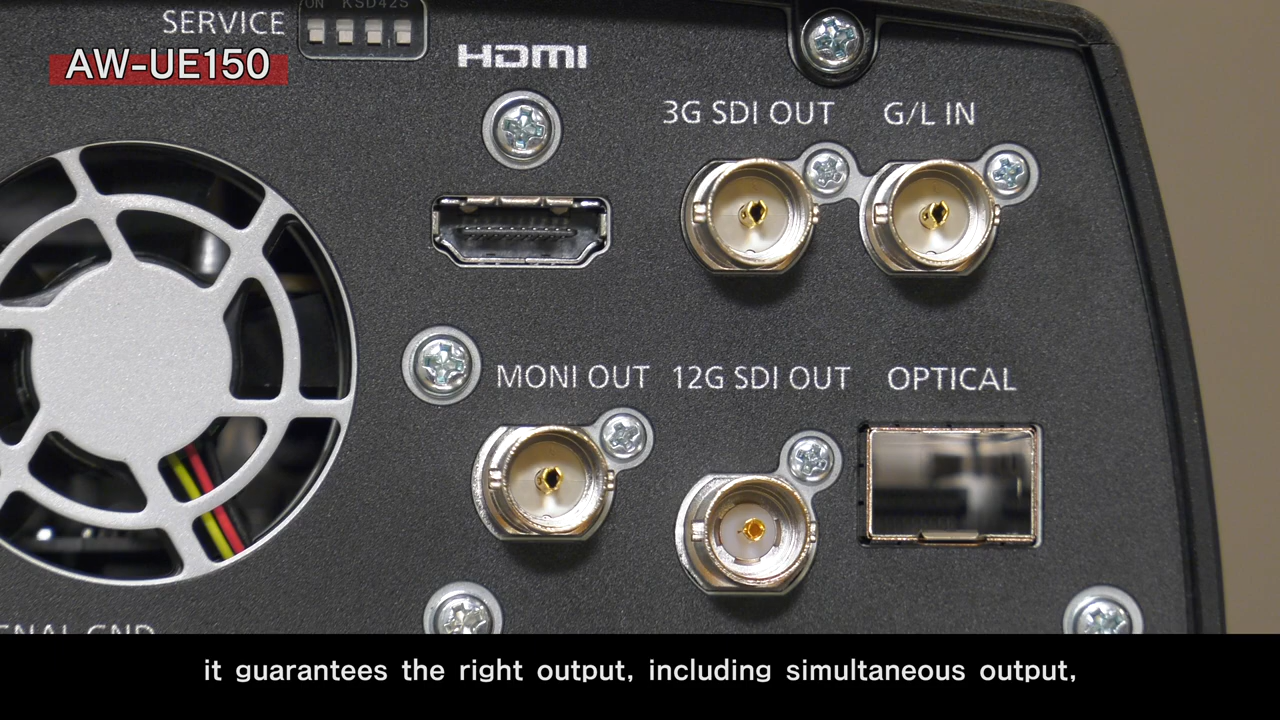 ON KSD42S
SERVICE
AW-UE150
HDMI
3G SDI OUT
G/L IN
MONI OUT
12G SDI OUT
OPTICAL
GND
it guarantees the right output, including simultaneous output,